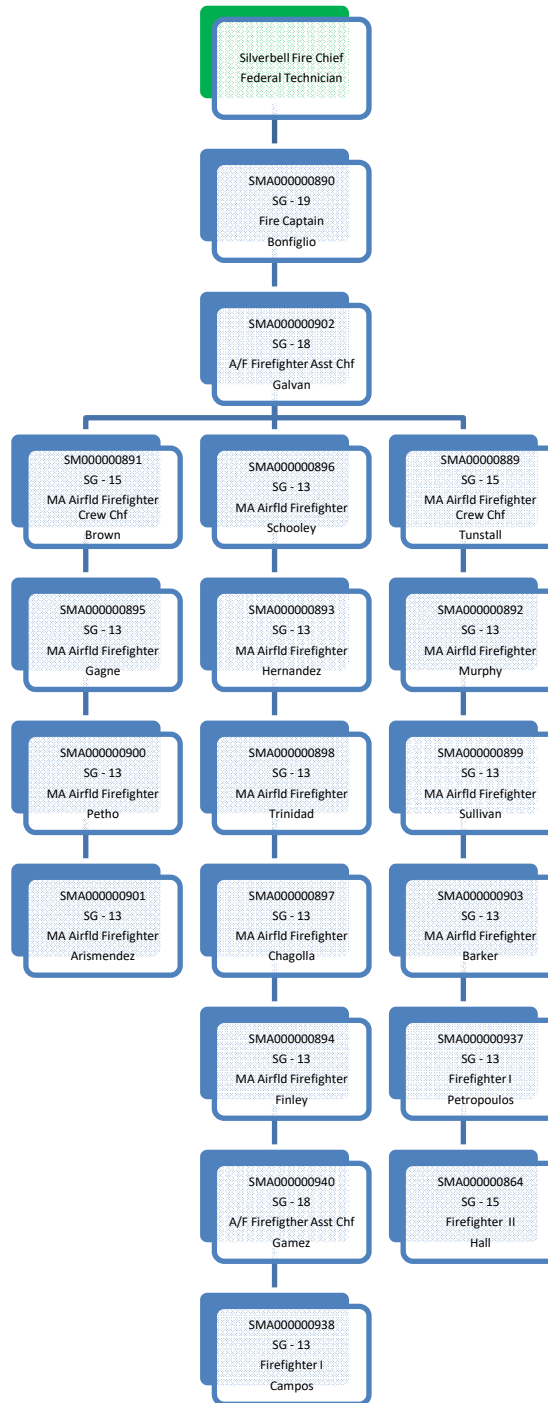 Silverbell Fire Chief
Federal Technician
SMA000000890
SG - 19
Fire Captain
Bonfiglio
SMA000000902
SG - 18
A/F Firefighter Asst Chf
Galvan
SM000000891
SG - 15
MA Airfld Firefighter
Crew Chf
Brown
SMA000000896
SG - 13
MA Airfld Firefighter
Schooley
SMA00000889
SG - 15
MA Airfld Firefighter
Crew Chf
Tunstall
SMA000000895
SG - 13
MA Airfld Firefighter
Gagne
SMA000000893
SG - 13
MA Airfld Firefighter
Hernandez
SMA000000892
SG - 13
MA Airfld Firefighter
Murphy
SMA000000900
SG - 13
MA Airfld Firefighter
Petho
SMA000000898
SG - 13
MA Airfld Firefighter
Trinidad
SMA000000899
SG - 13
MA Airfld Firefighter
Sullivan
SMA000000901
SG - 13
MA Airfld Firefighter
Arismendez
SMA000000897
SG - 13
MA Airfld Firefighter
Chagolla
SMA000000903
SG - 13
MA Airfld Firefighter
Barker
SMA000000894
SG - 13
MA Airfld Firefighter
Finley
SMA000000937
SG - 13
Firefighter I
Petropoulos
SMA000000940
SG - 18
A/F Firefigther Asst Chf
Gamez
SMA000000864
SG - 15
Firefighter II
Hall
SMA000000938
SG - 13
Firefighter I
Campos